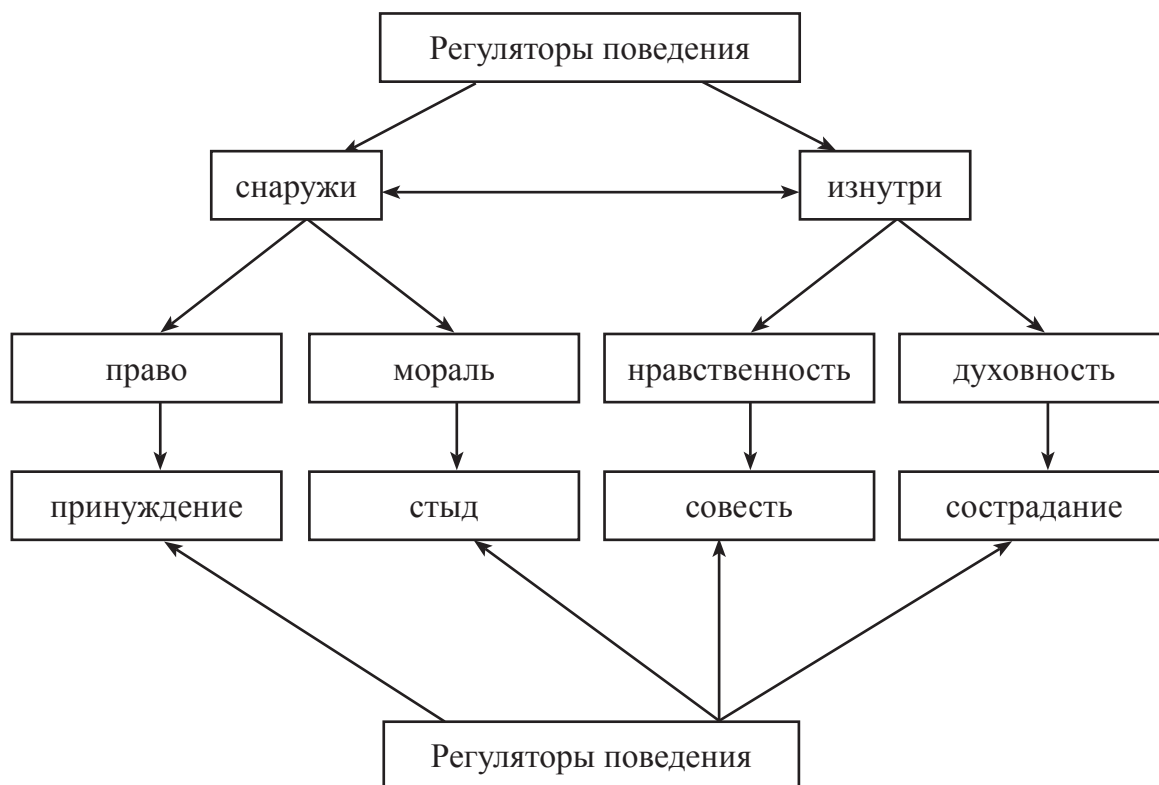 Регуляторы поведения
снаружи
изнутри
право
мораль
нравственность
духовность
принуждение
стыд
совесть
сострадание
Регуляторы поведения